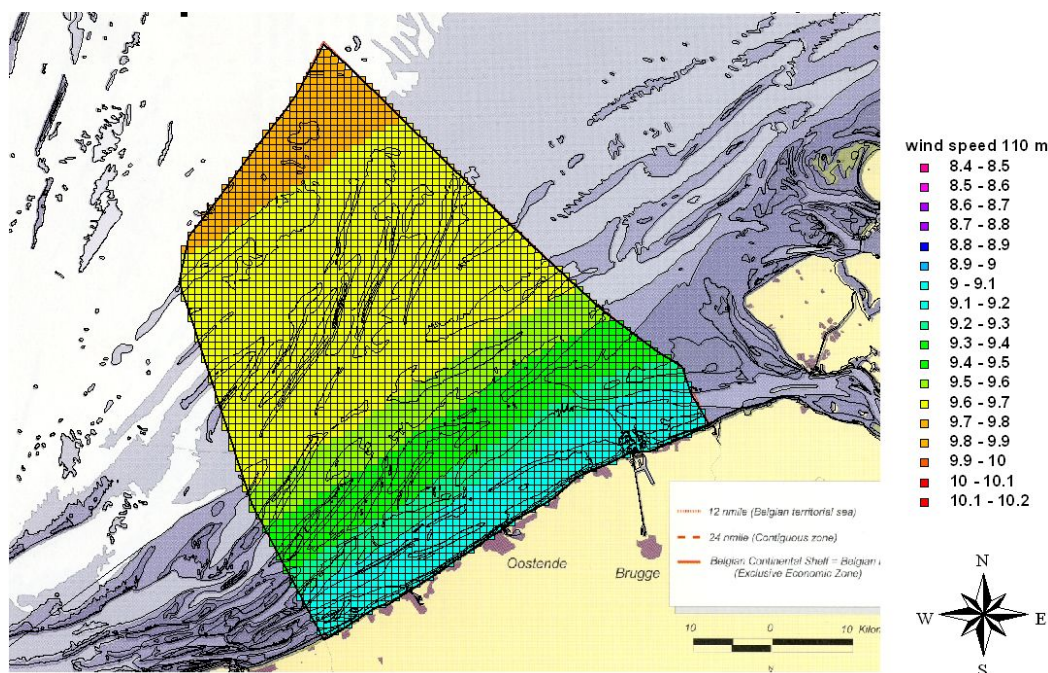 wind speed 110 m
8.4 - 8.5
8.5 - 8.6
8.6 - 8.7
8.7 - 8.8
8.8 - 8.9
8.9 - 9
9 - 9.1
9.1 - 9.2
9.2 - 9.3
9.3 - 9.4
9.4 - 9.5
9.5 - 9.6
9.6 - 9.7
9.7 - 9.8
9.8 - 9.9
9.9 - 10
10 - 10.1
10.1 - 10.2
12 nmile (Belgian territorial sea)
24 nmile (Contiguous zone)
Belgian Continental Shelf = Belgian
(Exclusive Economic Zone)
Oostende
Brugge
10 0 10 Kilo
N
W E
S